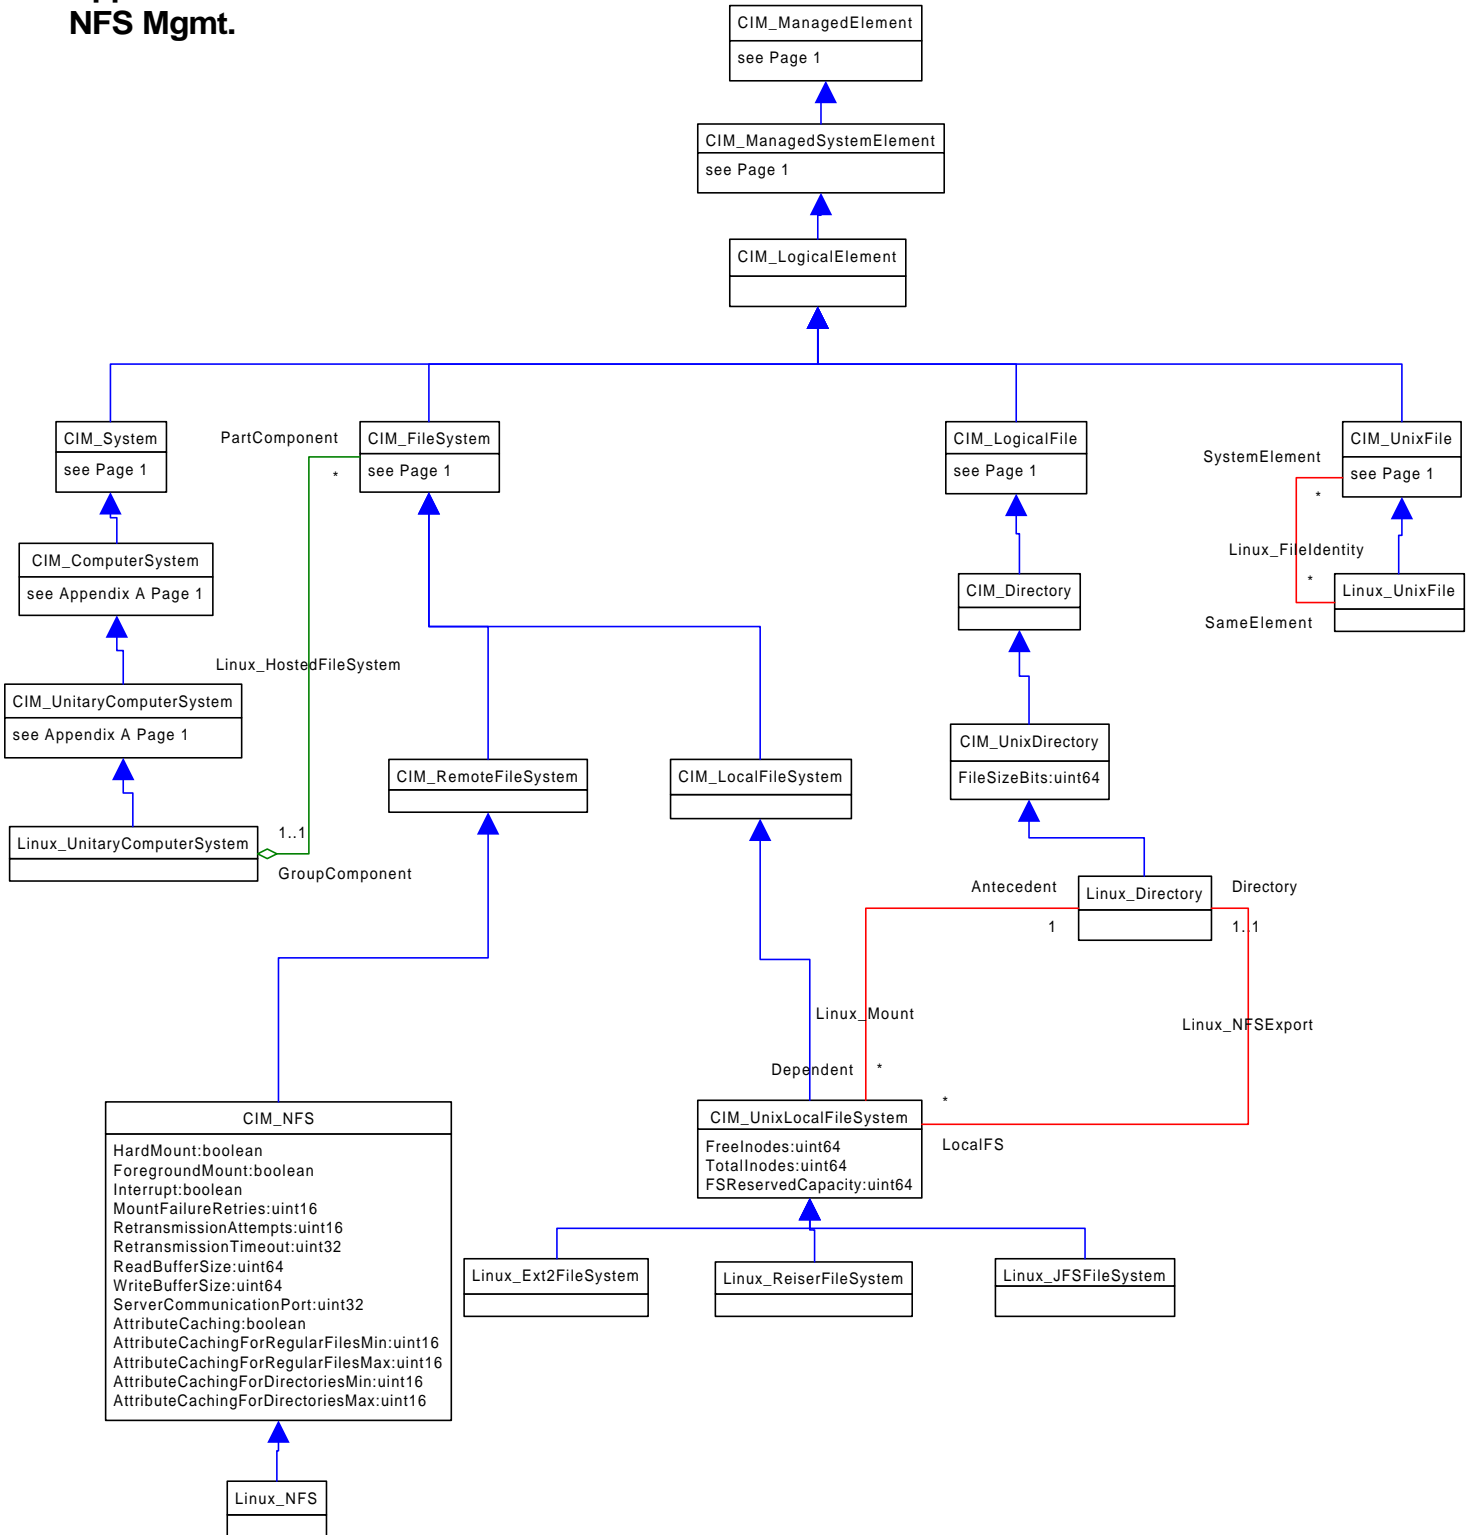 NFS Mgmt.
CIM_ManagedElement
see Page 1
CIM_ManagedSystemElement
see Page 1
CIM_LogicalElement
CIM_System
see Page 1
PartComponent
*
CIM_FileSystem
see Page 1
CIM_LogicalFile
see Page 1
CIM_UnixFile
see Page 1
SystemElement
*
Linux_FileIdentity
*
SameElement
Linux_UnixFile
CIM_ComputerSystem
see Appendix A Page 1
CIM_Directory
Linux_HostedFileSystem
CIM_UnitaryComputerSystem
see Appendix A Page 1
CIM_UnixDirectory
FileSizeBits:uint64
CIM_RemoteFileSystem
CIM_LocalFileSystem
Linux_UnitaryComputerSystem
1..1
GroupComponent
Antecedent
1
Linux_Directory
Directory
1..1
Linux_Mount
Linux_NFSExport
Dependent
*
*
LocalFS
CIM_UnixLocalFileSystem
FreeInodes:uint64
TotalInodes:uint64
FSReservedCapacity:uint64
CIM_NFS
HardMount:boolean
ForegroundMount:boolean
Interrupt:boolean
MountFailureRetries:uint16
RetransmissionAttempts:uint16
RetransmissionTimeout:uint32
ReadBufferSize:uint64
WriteBufferSize:uint64
ServerCommunicationPort:uint32
AttributeCaching:boolean
AttributeCachingForRegularFilesMin:uint16
AttributeCachingForRegularFilesMax:uint16
AttributeCachingForDirectoriesMin:uint16
AttributeCachingForDirectoriesMax:uint16
Linux_Ext2FileSystem
Linux_ReiserFileSystem
Linux_JFSFileSystem
Linux_NFS